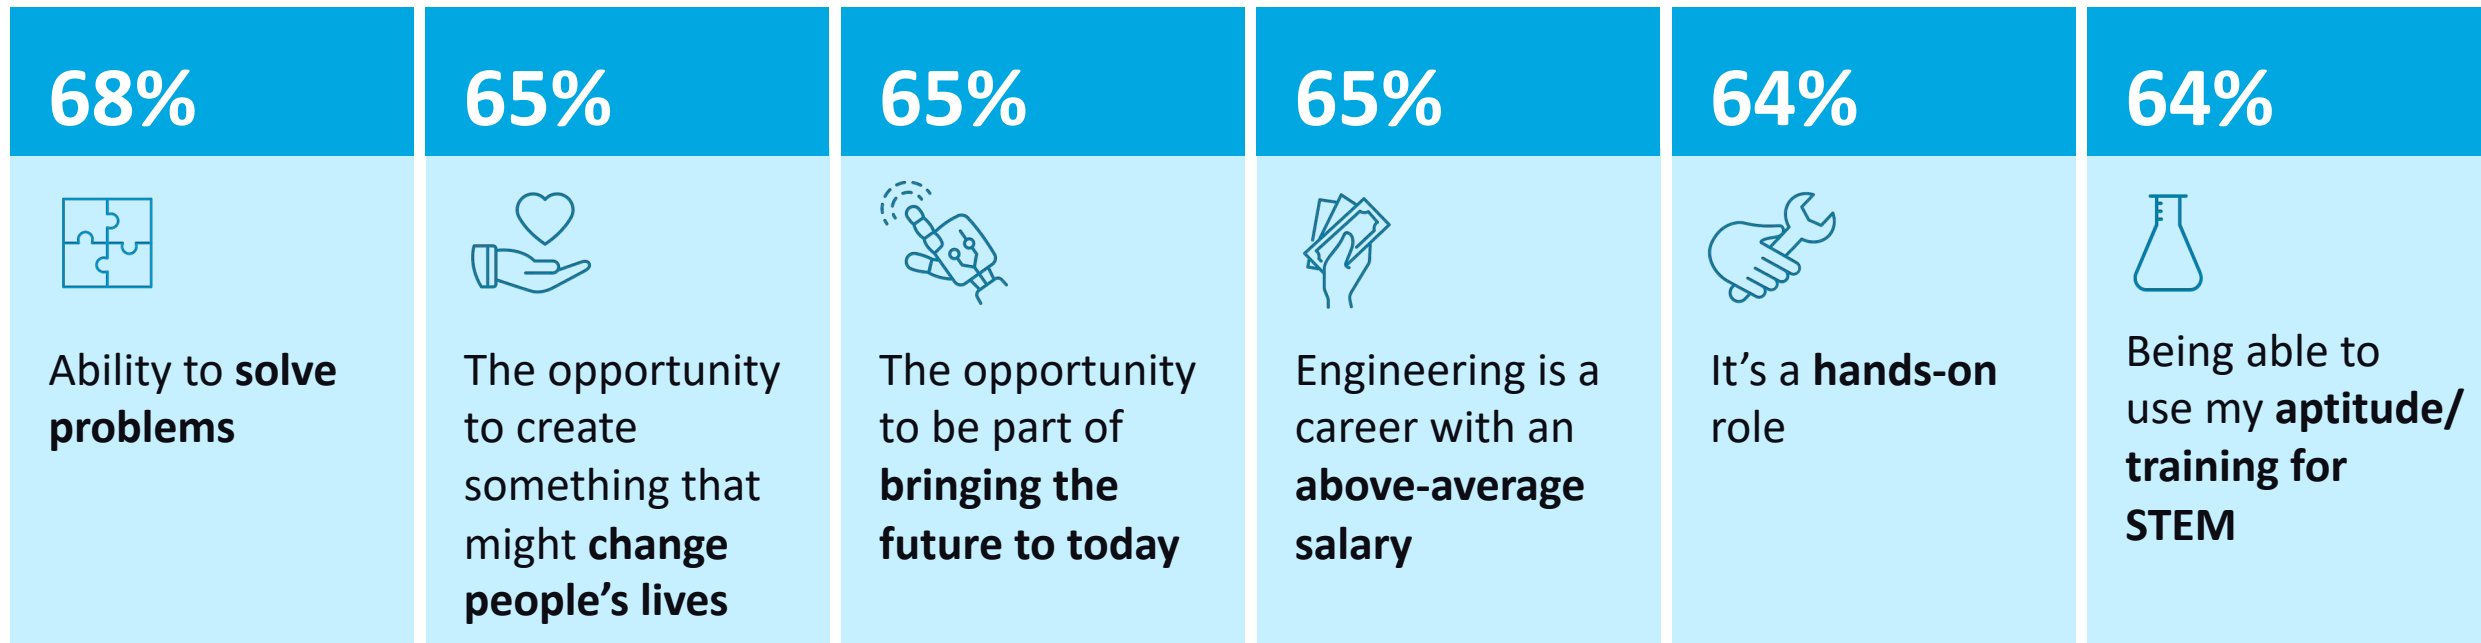 68%
Ability to solve
problems
65%
The opportunity
to create
something that
might change
people’s lives
65%
The opportunity
to be part of
bringing the
future to today
65%
Engineering is a
career with an
above-average
salary
64%
It’s a hands-on
role
64%
Being able to
use my aptitude/
training for
STEM